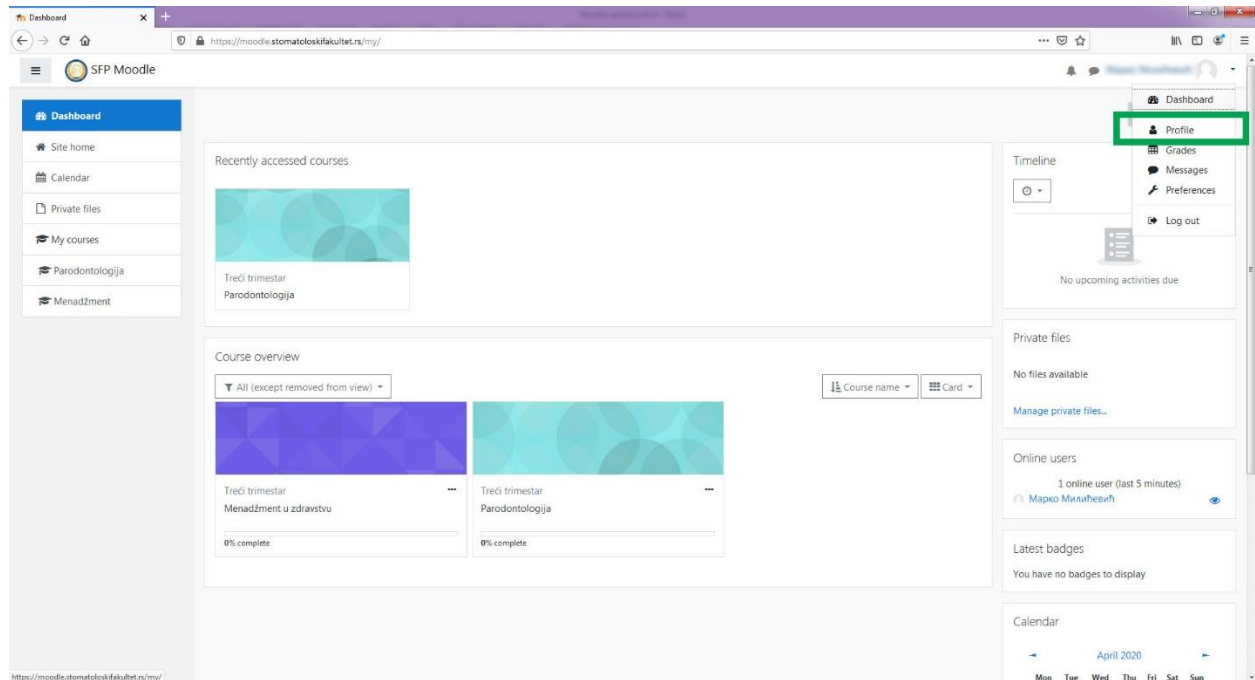 Dashboard
https://moodle.stomatoloskifakultet.rs/my/
SFP Moodle
Dashboard
Site home
Calendar
Private files
My courses
Parodontologija
Menadžment
Recently accessed courses
Treći trimestar
Parodontologija
Course overview
All (except removed from view)
Course name
Card
Treći trimestar
Menadžment u zdravstvu
0% complete
Treći trimestar
Parodontologija
0% complete
Dashboard
Profile
Grades
Messages
Preferences
Log out
Timeline
No upcoming activities due
Private files
No files available
Manage private files...
Online users
1 online user (last 5 minutes)
Марко Милићевић
Latest badges
You have no badges to display
Calendar
April 2020
Mon Tue Wed Thu Fri Sat Sun
https://moodle.stomatoloskifakultet.rs/my/